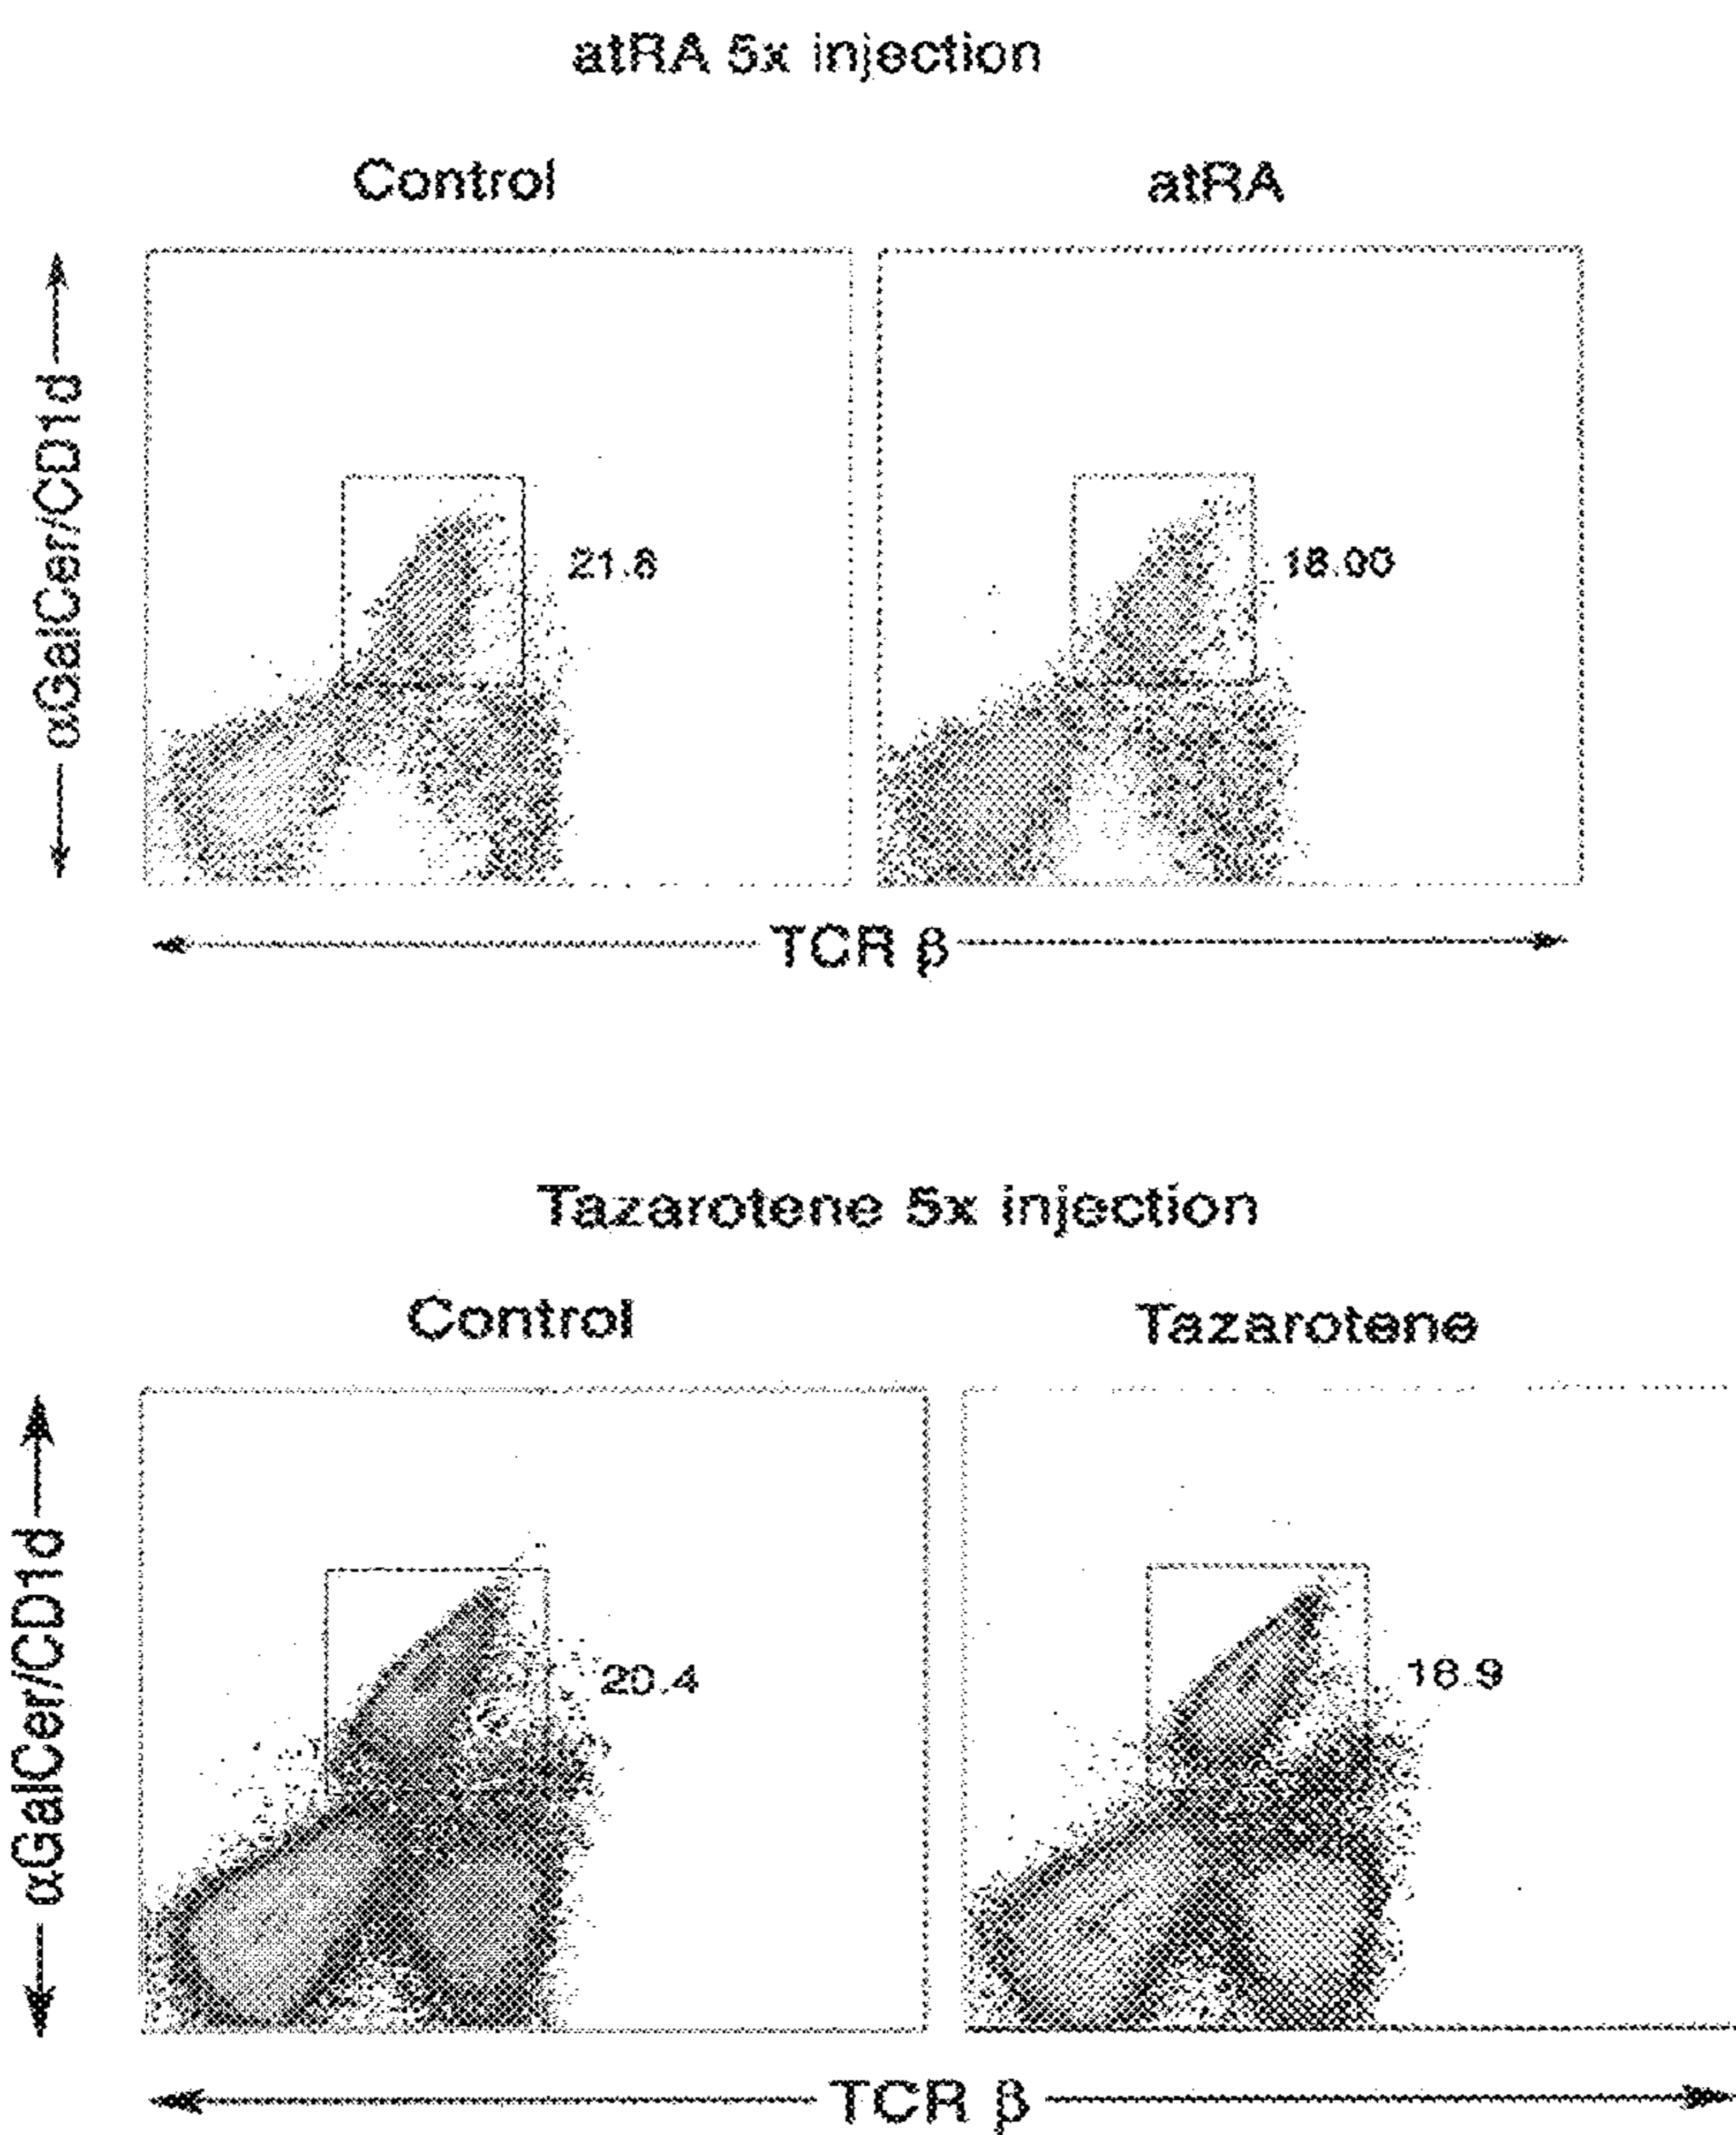 atRA 5x injection
Control
atRA
αGalCer/CD1d
21.6
18.00
TCR β
Tazarotene 5x injection
Control
Tazarotene
αGalCer/CD1d
20.4
18.9
TCR β